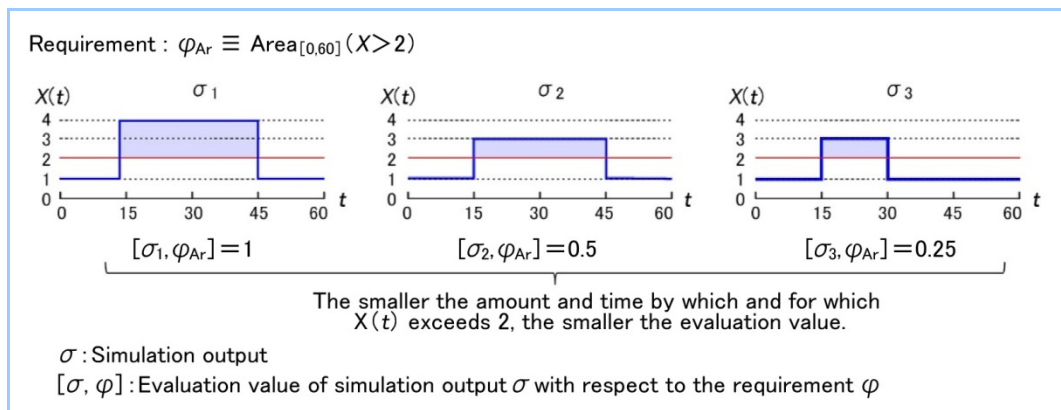 Requirement : φAr ≡ Area[0,60] (X>2)
σ1 σ2 σ3
X(t) X(t) X(t)
4 4 4
3 3 3
2 2 2
1 1 1
0 0 0
0 15 30 45 60 t 0 15 30 45 60 t 0 15 30 45 60 t
[σ1, φAr]=1 [σ2, φAr]=0.5 [σ3, φAr]=0.25
The smaller the amount and time by which and for which
X(t) exceeds 2, the smaller the evaluation value.
σ : Simulation output
[σ, φ] : Evaluation value of simulation output σ with respect to the requirement φ